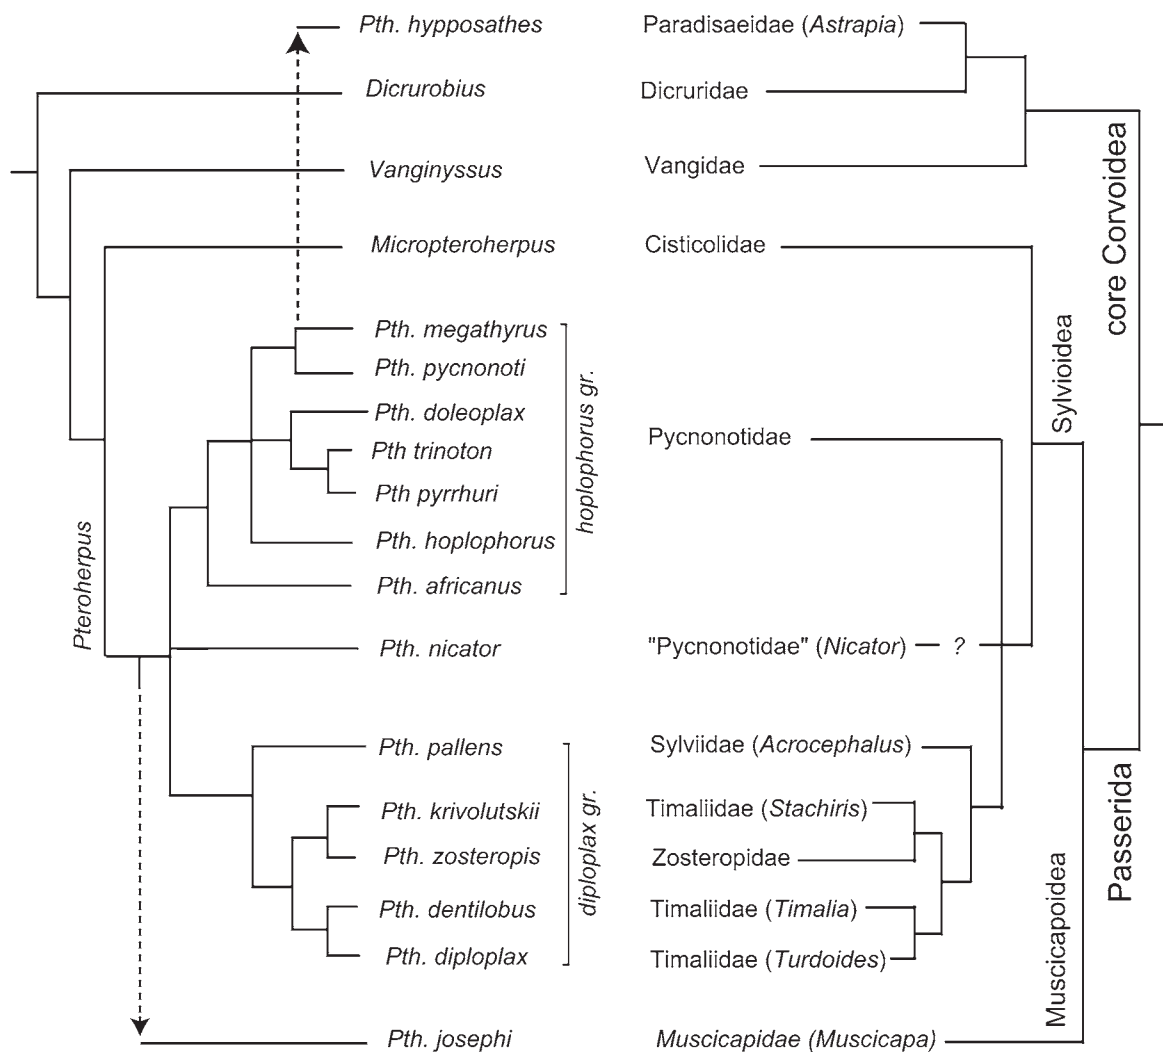 Pth. hypposathes
Paradisaeidae (Astrapia)
Dicrurobius
Dicruridae
Vanginyssus
Vangidae
Micropteroherpus
Cisticolidae
Pth. megathyrus
Pth. pycnonoti
Pth. doleoplax
Pth trinoton
Pth pyrrhuri
Pth. hoplophorus
Pth. africanus
hoplophorus gr.
Pycnonotidae
Pteroherpus
Pth. nicator
"Pycnonotidae" (Nicator)
?
Pth. pallens
Sylviidae (Acrocephalus)
Pth. krivolutskii
Timaliidae (Stachiris)
Pth. zosteropis
Zosteropidae
Pth. dentilobus
Timaliidae (Timalia)
Pth. diploplax
Timaliidae (Turdoides)
diploplax gr.
Pth. josephi
Muscicapidae (Muscicapa)
Sylvioidea
core Corvoidea
Muscicapoidea
Passerida